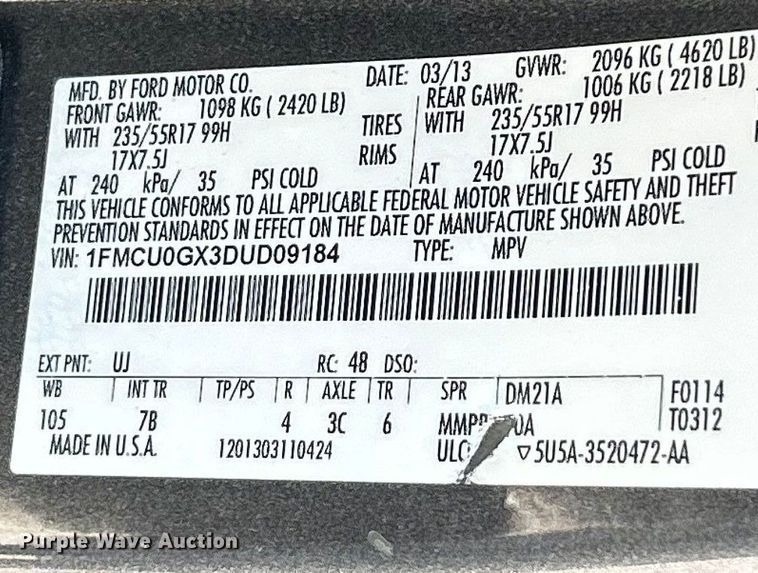 MFD. BY FORD MOTOR CO. DATE: 03/13 GVWR: 2096 KG ( 4620 LB)
FRONT GAWR: 1098 KG ( 2420 LB) REAR GAWR: 1006 KG ( 2218 LB)
WITH 235/55R17 99H TIRES WITH 235/55R17 99H
17X7.5J RIMS 17X7.5J
AT 240 kPa/ 35 PSI COLD AT 240 kPa/ 35 PSI COLD
THIS VEHICLE CONFORMS TO ALL APPLICABLE FEDERAL MOTOR VEHICLE SAFETY AND THEFT
PREVENTION STANDARDS IN EFFECT ON THE DATE OF MANUFACTURE SHOWN ABOVE.
VIN: 1FMCU0GX3DUD09184 TYPE: MPV
EXT PNT: UJ RC: 48 DSO:
WB INT TR TP/PS R AXLE TR SPR DM21A F0114
105 7B 4 3C 6 0A T0312
MADE IN U.S.A. 1201303110424 5U5A-3520472-AA
Purple Wave Auction